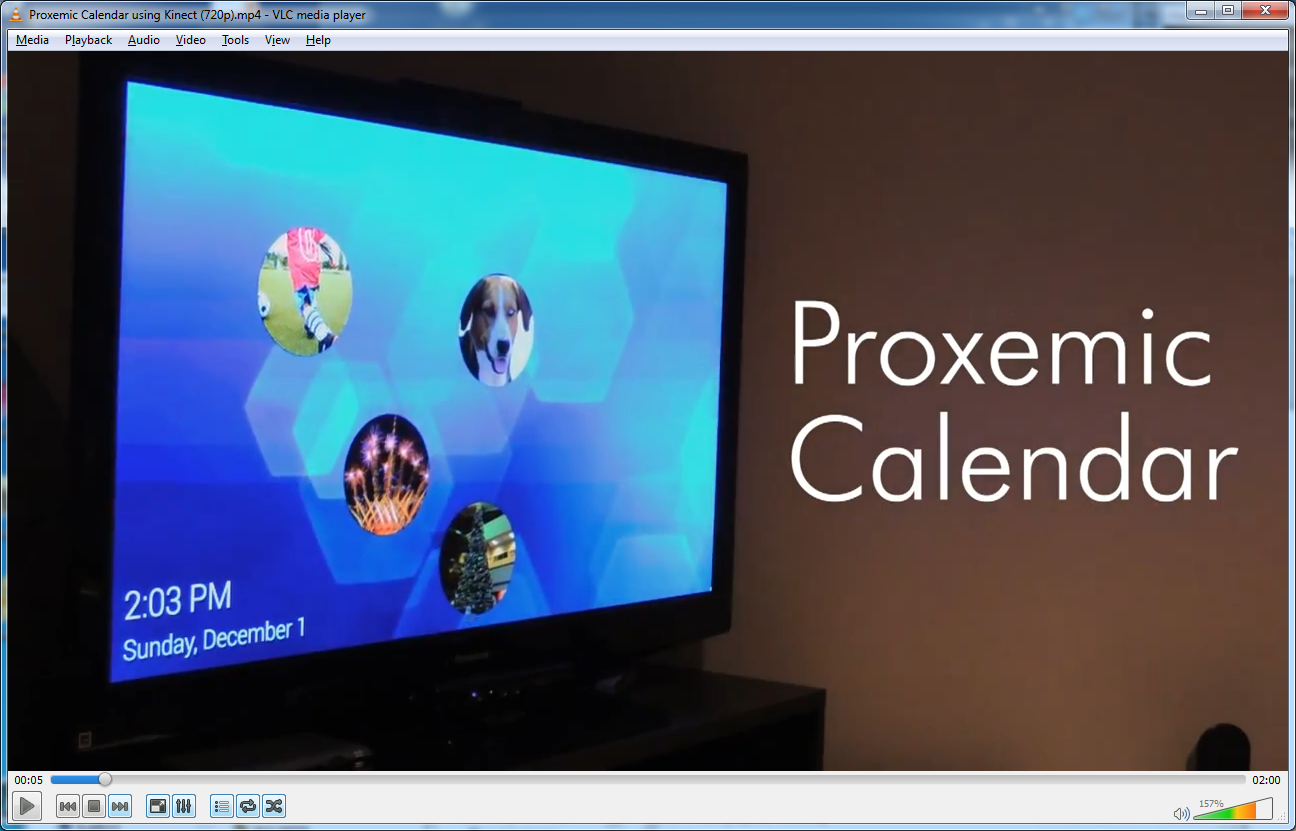 Proxemic Calendar using Kinect (720p).mp4 - VLC media player
Media Playback Audio Video Tools View Help
Proxemic
Calendar
2:03 PM
Sunday, December 1
00:05 02:00
157%